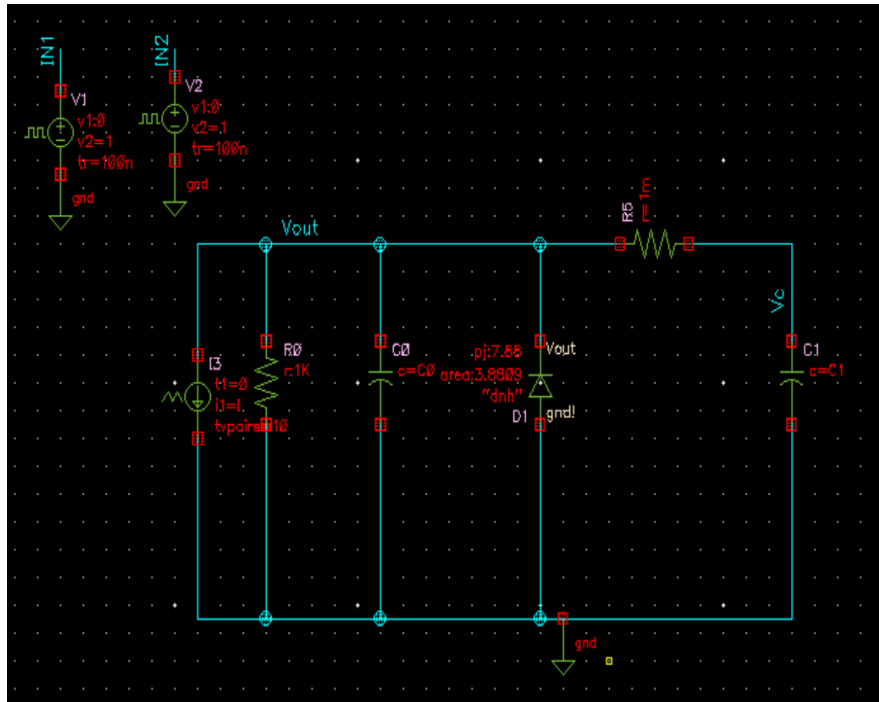 IN1
IN2
V1
v1:0
v2=1
tr=100n
gnd
V2
v1:0
v2=1
tr=100n
gnd
Vout
R5
r=1m
Vc
I3
t1=0
i1=I.
R0
r:1K
C0
c=C0
pj:7.88
area:3.8809
"dnh"
D1
Vout
gnd!
C1
c=C1
gnd